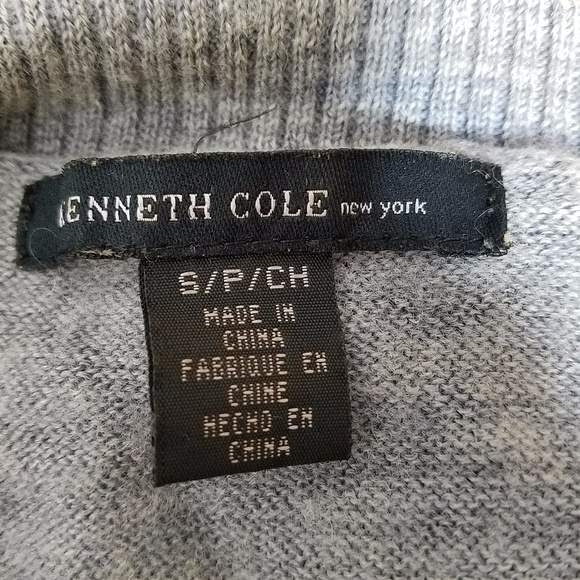 KENNETH COLE new york
S/P/CH
MADE IN
CHINA
FABRIQUE EN
CHINE
HECHO EN
CHINA